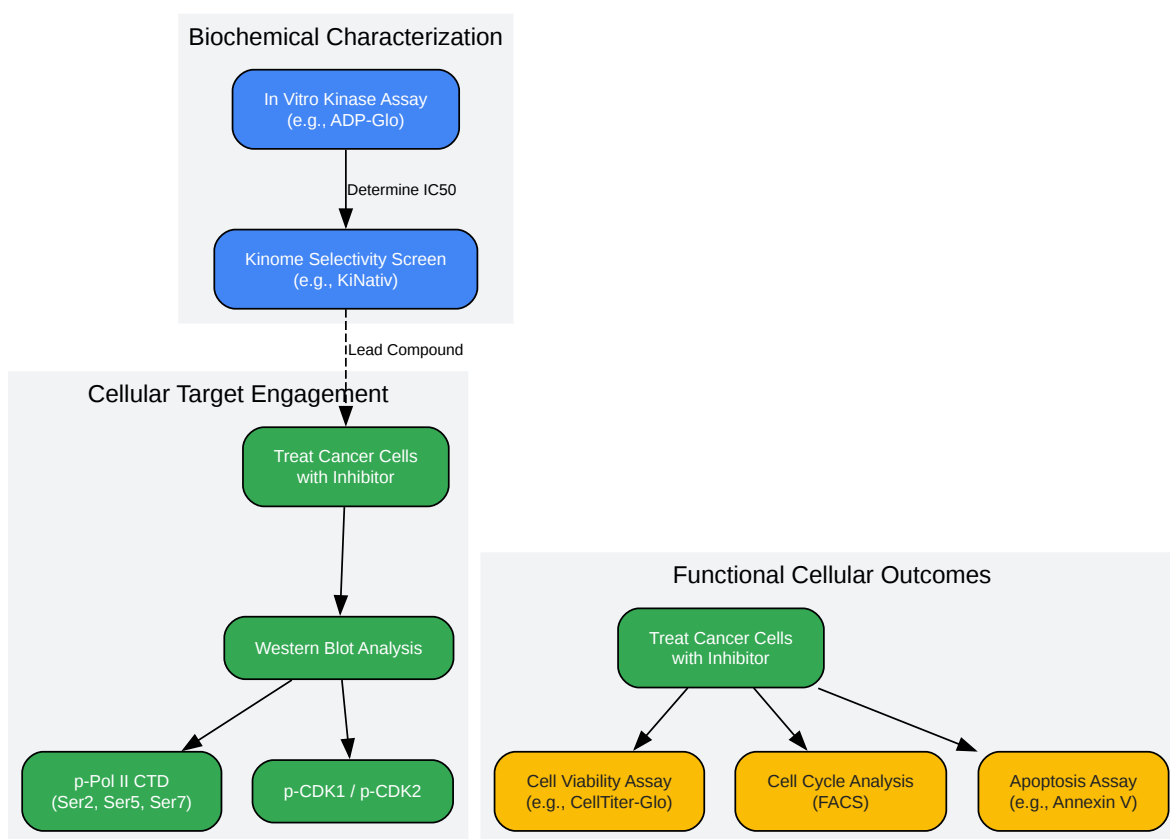 Biochemical Characterization
In Vitro Kinase Assay
(e.g., ADP-Glo)
Determine IC50
Kinome Selectivity Screen
(e.g., KiNativ)
Lead Compound
Cellular Target Engagement
Treat Cancer Cells
with Inhibitor
Western Blot Analysis
p-Pol II CTD
(Ser2, Ser5, Ser7)
p-CDK1 / p-CDK2
Functional Cellular Outcomes
Treat Cancer Cells
with Inhibitor
Cell Viability Assay
(e.g., CellTiter-Glo)
Cell Cycle Analysis
(FACS)
Apoptosis Assay
(e.g., Annexin V)